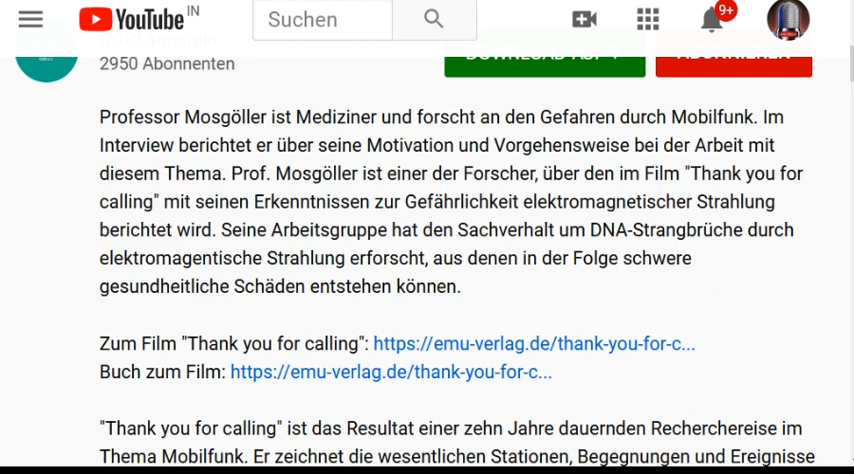 YouTube IN
Suchen
9+
2950 Abonnenten
Professor Mosgöller ist Mediziner und forscht an den Gefahren durch Mobilfunk. Im
Interview berichtet er über seine Motivation und Vorgehensweise bei der Arbeit mit
diesem Thema. Prof. Mosgöller ist einer der Forscher, über den im Film "Thank you for
calling" mit seinen Erkenntnissen zur Gefährlichkeit elektromagnetischer Strahlung
berichtet wird. Seine Arbeitsgruppe hat den Sachverhalt um DNA-Strangbrüche durch
elektromagentische Strahlung erforscht, aus denen in der Folge schwere
gesundheitliche Schäden entstehen können.
Zum Film "Thank you for calling": https://emu-verlag.de/thank-you-for-c...
Buch zum Film: https://emu-verlag.de/thank-you-for-c...
"Thank you for calling" ist das Resultat einer zehn Jahre dauernden Recherchereise im
Thema Mobilfunk. Er zeichnet die wesentlichen Stationen, Begegnungen und Ereignisse